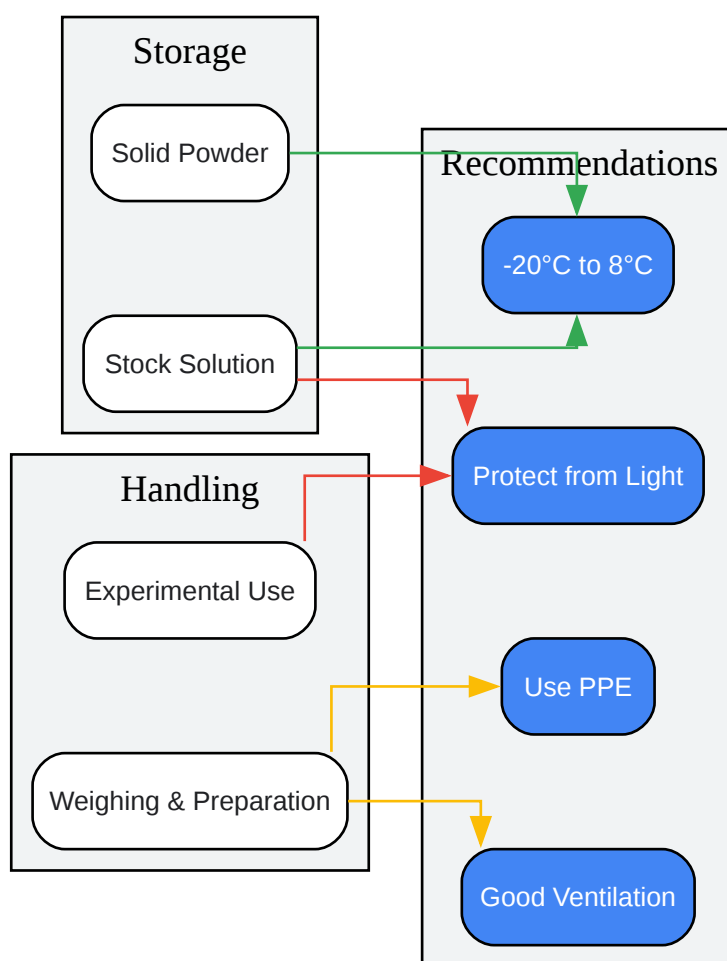 Storage
Solid Powder
Stock Solution
Handling
Experimental Use
Weighing & Preparation
Recommendations
-20°C to 8°C
Protect from Light
Use PPE
Good Ventilation